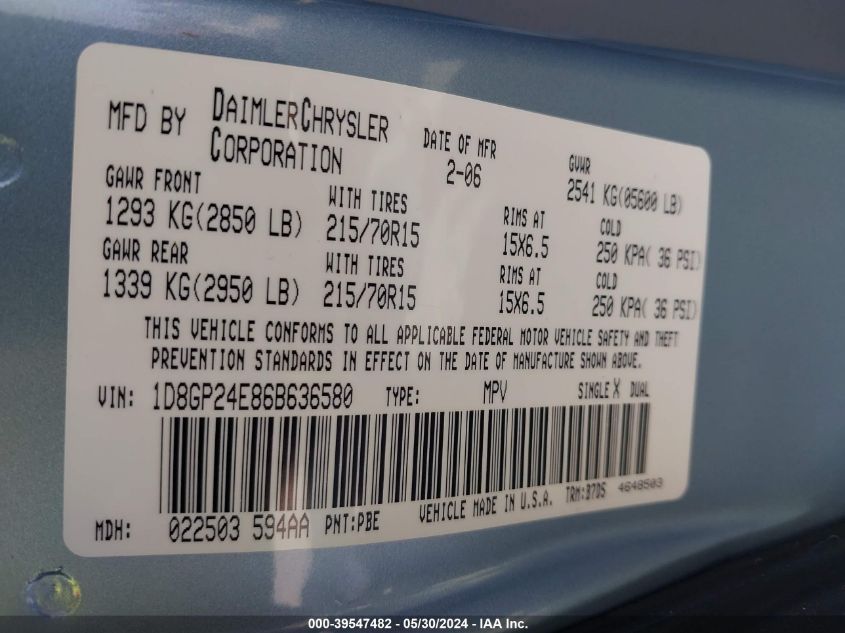 MFD BY DAIMLERCHRYSLER CORPORATION
DATE OF MFR 2-06
GVWR 2541 KG(05600 LB)
GAWR FRONT 1293 KG(2850 LB)
WITH TIRES 215/70R15
RIMS AT 15X6.5
COLD 250 KPA( 36 PSI)
GAWR REAR 1339 KG(2950 LB)
WITH TIRES 215/70R15
RIMS AT 15X6.5
COLD 250 KPA( 36 PSI)
THIS VEHICLE CONFORMS TO ALL APPLICABLE FEDERAL MOTOR VEHICLE SAFETY AND THEFT
PREVENTION STANDARDS IN EFFECT ON THE DATE OF MANUFACTURE SHOWN ABOVE.
VIN: 1D8GP24E86B636580 TYPE: MPV SINGLE X DUAL
MDH: 022503 594AA PNT:PBE VEHICLE MADE IN U.S.A. TRM:B7D5 4648503
000-39547482 - 05/30/2024 - IAA Inc.